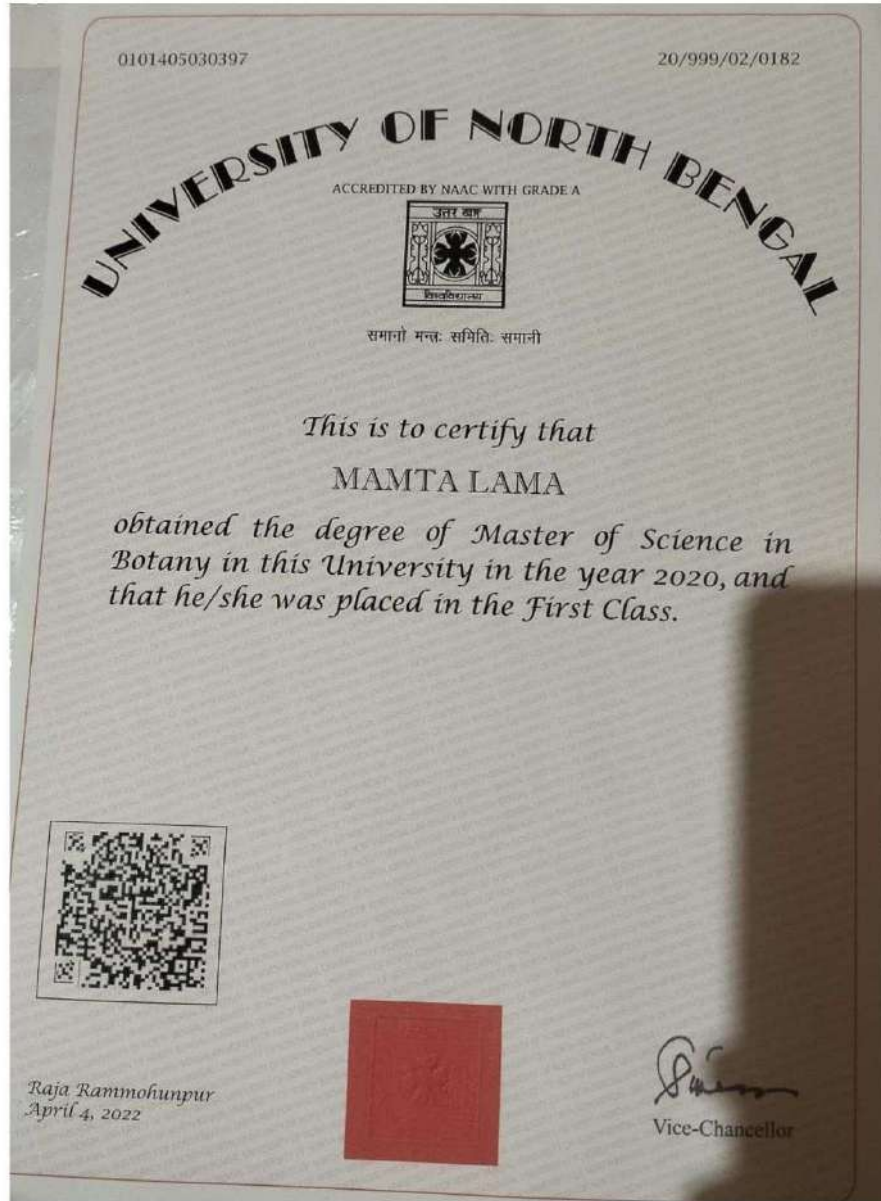 0101405030397
20/999/02/0182
UNIVERSITY OF NORTH BENGAL
ACCREDITED BY NAAC WITH GRADE A
उत्तर बङ्ग
विश्वविद्यालय
समानो मन्त्रः समितिः समानी
This is to certify that
MAMTA LAMA
obtained the degree of Master of Science in
Botany in this University in the year 2020, and
that he/she was placed in the First Class.
Raja Rammohunpur
April 4, 2022
Vice-Chancellor